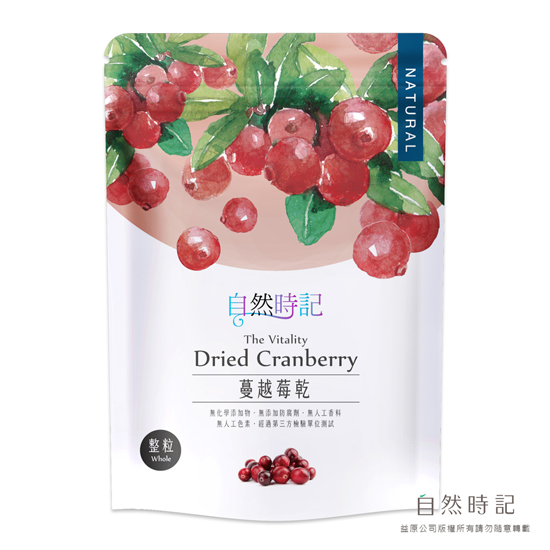 NATURAL
自然時記
The Vitality
Dried Cranberry
蔓越莓乾
無化學添加物、無添加防腐劑、無人工香料
無人工色素、經過第三方檢驗單位測試
整粒
Whole
自然時記
益原公司版權所有請勿隨意轉載